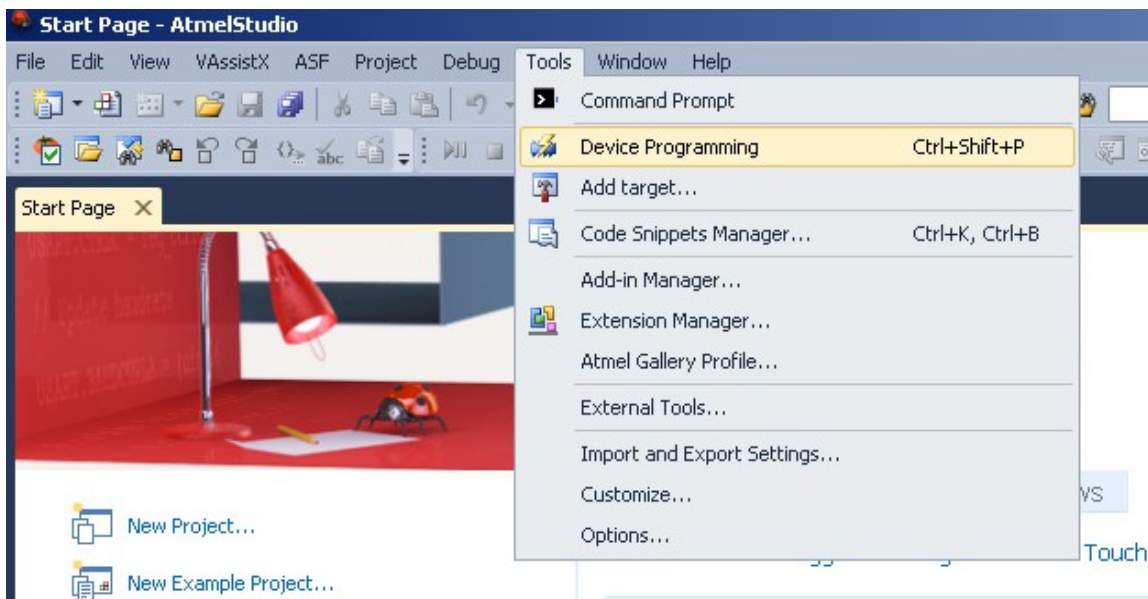 Start Page - AtmelStudio
File Edit View VAssistX ASF Project Debug Tools Window Help
Command Prompt
Device Programming Ctrl+Shift+P
Add target...
Start Page
Code Snippets Manager... Ctrl+K, Ctrl+B
Add-in Manager...
Extension Manager...
Atmel Gallery Profile...
External Tools...
Import and Export Settings...
Customize...
Options...
New Project...
Touch
New Example Project...